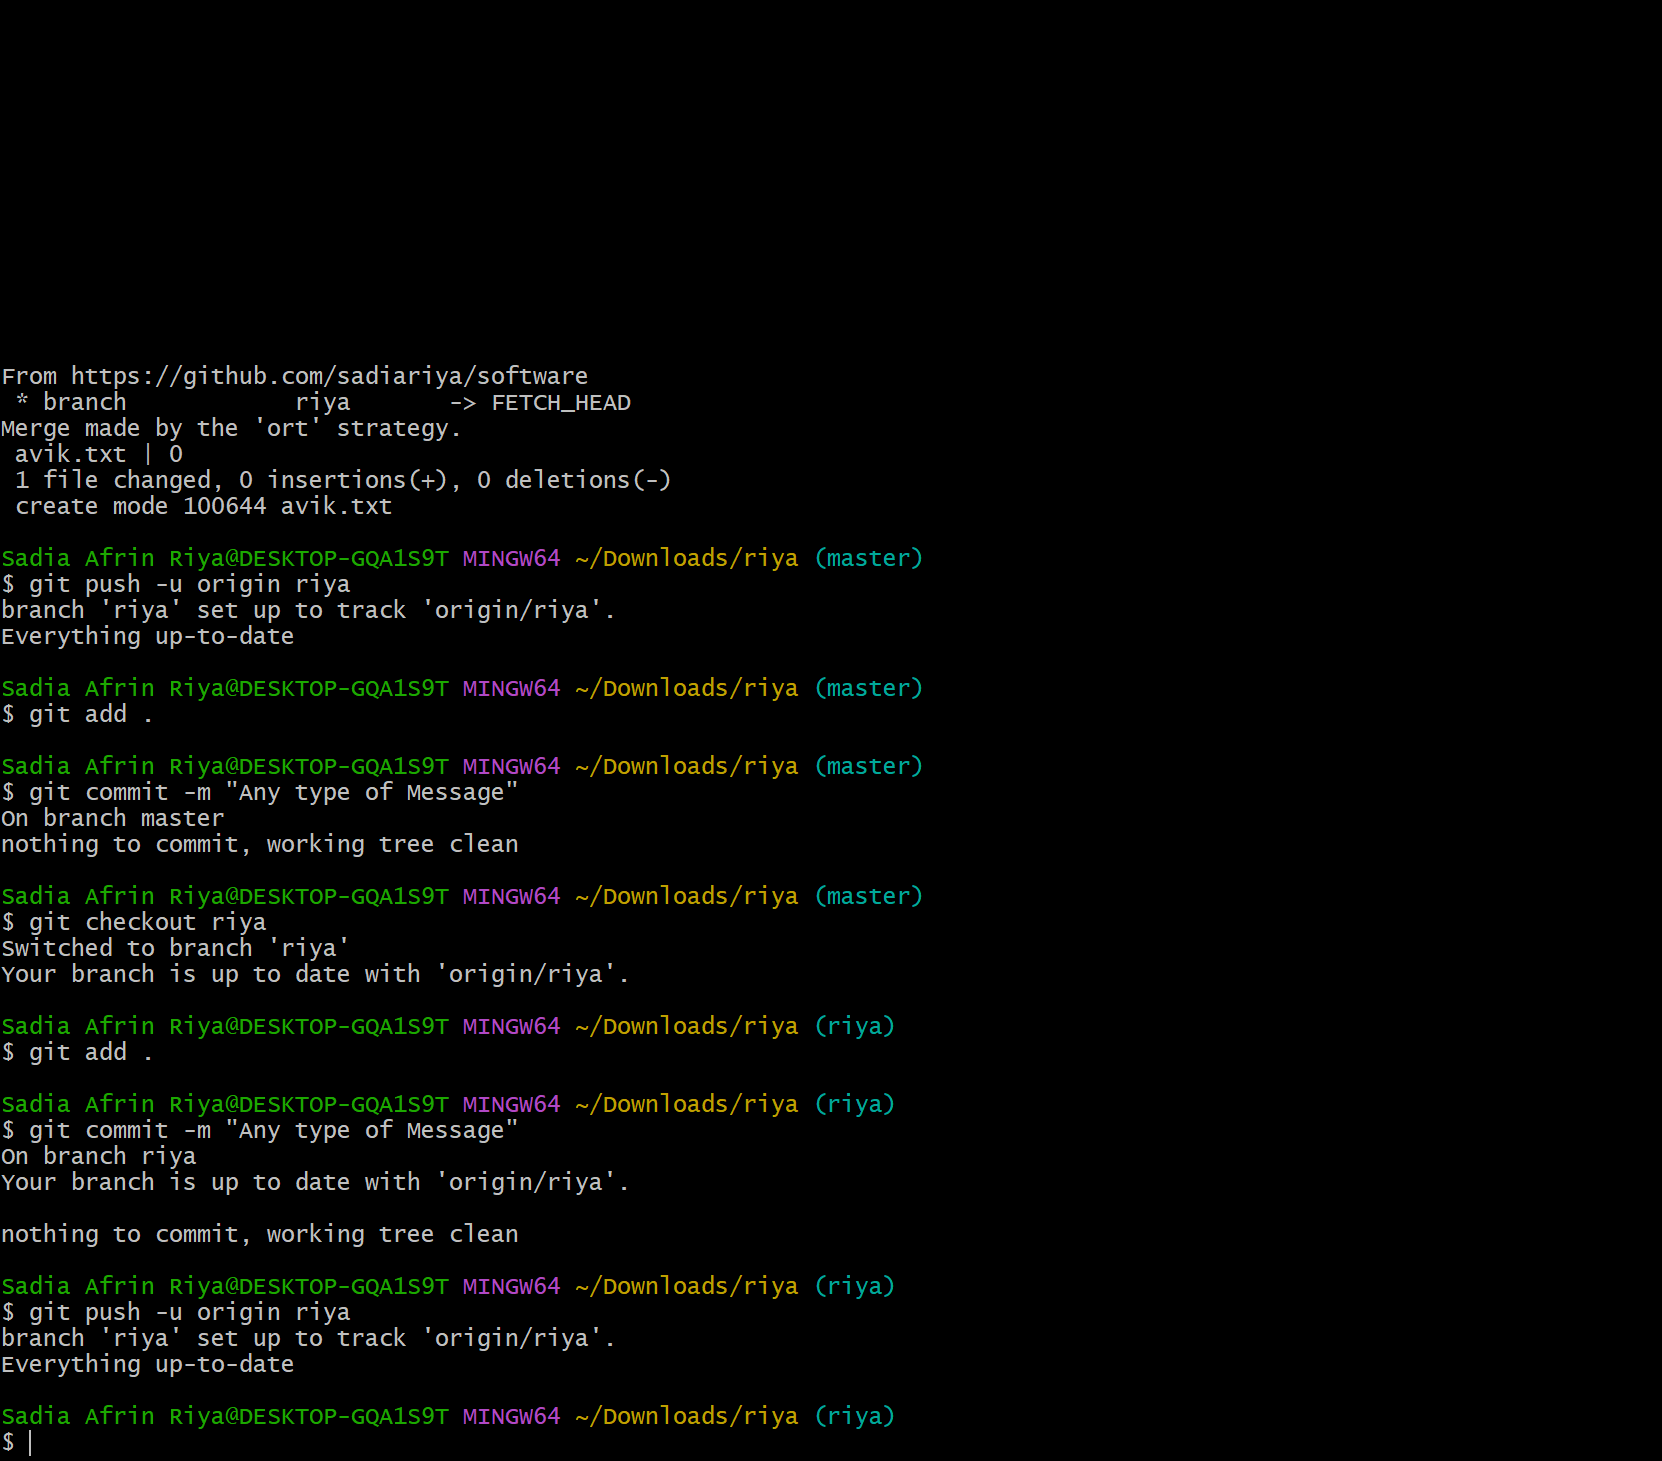 From https://github.com/sadiariya/software
 * branch            riya       -> FETCH_HEAD
Merge made by the 'ort' strategy.
 avik.txt | 0
 1 file changed, 0 insertions(+), 0 deletions(-)
 create mode 100644 avik.txt
Sadia Afrin Riya@DESKTOP-GQA1S9T MINGW64 ~/Downloads/riya (master)
$ git push -u origin riya
branch 'riya' set up to track 'origin/riya'.
Everything up-to-date
Sadia Afrin Riya@DESKTOP-GQA1S9T MINGW64 ~/Downloads/riya (master)
$ git add .
Sadia Afrin Riya@DESKTOP-GQA1S9T MINGW64 ~/Downloads/riya (master)
$ git commit -m "Any type of Message"
On branch master
nothing to commit, working tree clean
Sadia Afrin Riya@DESKTOP-GQA1S9T MINGW64 ~/Downloads/riya (master)
$ git checkout riya
Switched to branch 'riya'
Your branch is up to date with 'origin/riya'.
Sadia Afrin Riya@DESKTOP-GQA1S9T MINGW64 ~/Downloads/riya (riya)
$ git add .
Sadia Afrin Riya@DESKTOP-GQA1S9T MINGW64 ~/Downloads/riya (riya)
$ git commit -m "Any type of Message"
On branch riya
Your branch is up to date with 'origin/riya'.
nothing to commit, working tree clean
Sadia Afrin Riya@DESKTOP-GQA1S9T MINGW64 ~/Downloads/riya (riya)
$ git push -u origin riya
branch 'riya' set up to track 'origin/riya'.
Everything up-to-date
Sadia Afrin Riya@DESKTOP-GQA1S9T MINGW64 ~/Downloads/riya (riya)
$